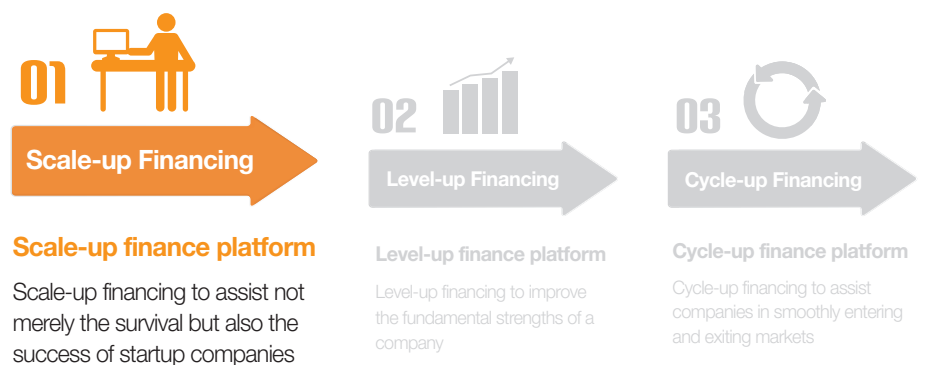 01
Scale-up Financing
Scale-up finance platform
Scale-up financing to assist not
merely the survival but also the
success of startup companies
02
Level-up Financing
Level-up finance platform
Level-up financing to improve
the fundamental strengths of a
company
03
Cycle-up Financing
Cycle-up finance platform
Cycle-up financing to assist
companies in smoothly entering
and exiting markets